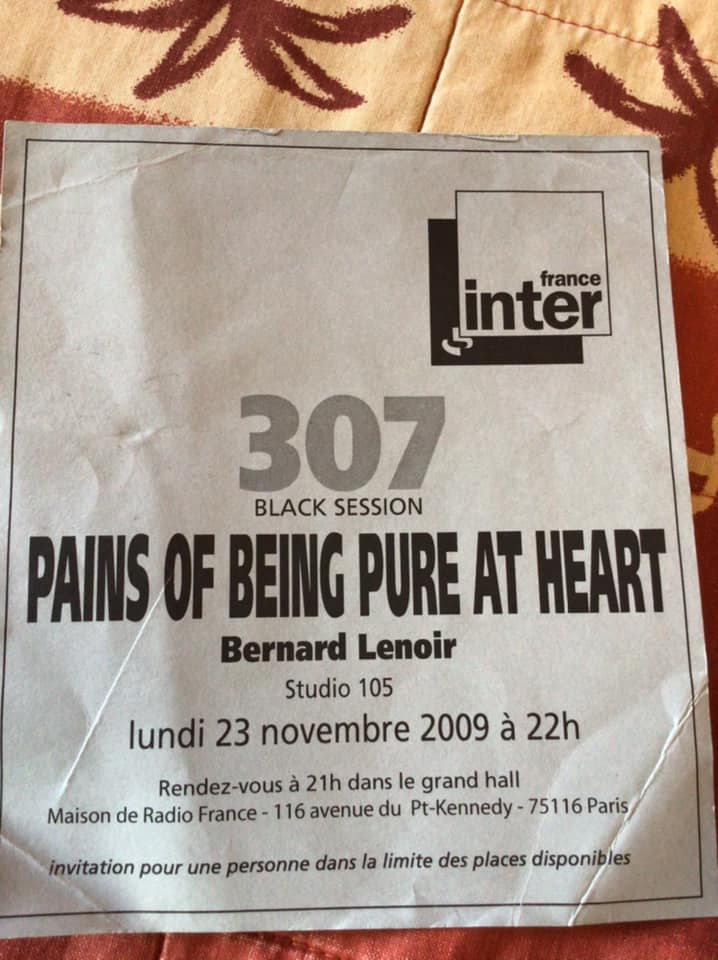 france
inter
307
BLACK SESSION
PAINS OF BEING PURE AT HEART
Bernard Lenoir
Studio 105
lundi 23 novembre 2009 à 22h
Rendez-vous à 21h dans le grand hall
Maison de Radio France - 116 avenue du Pt-Kennedy - 75116 Paris
invitation pour une personne dans la limite des places disponibles